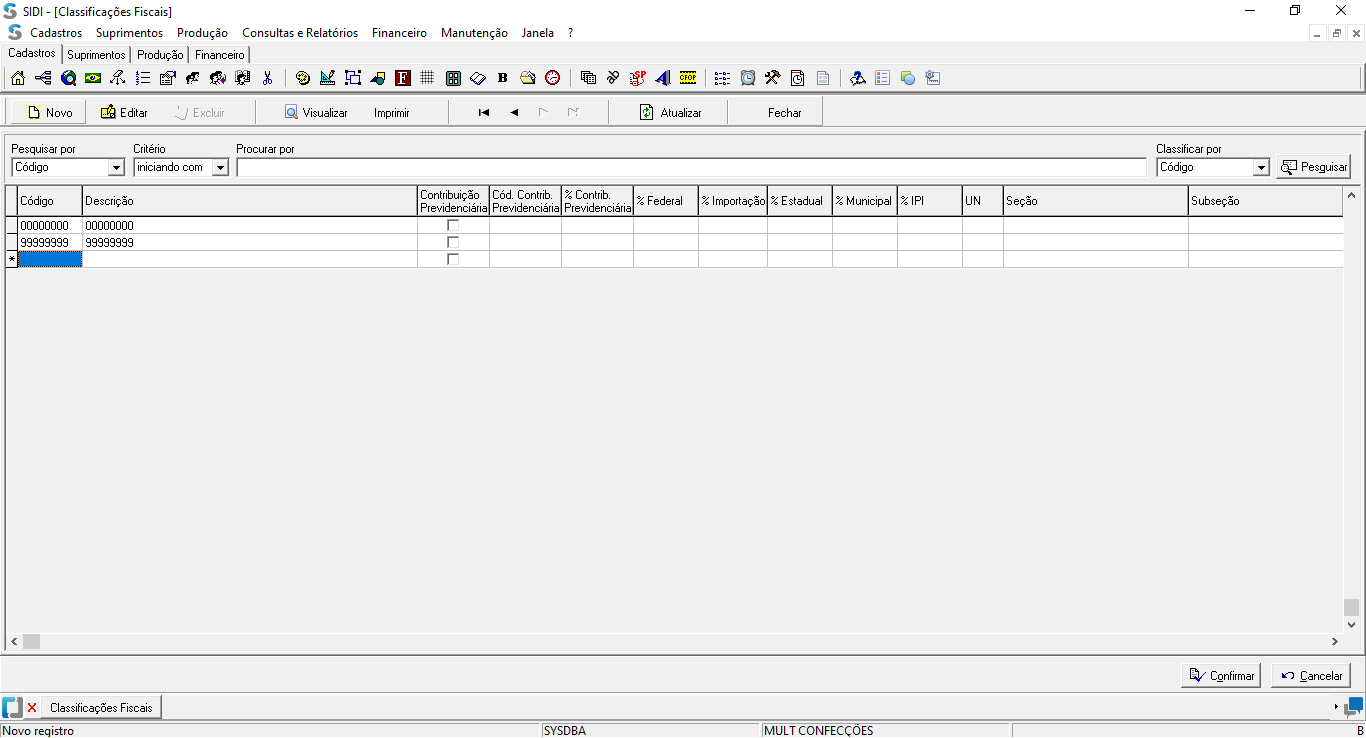 SIDI - [Classificações Fiscais]
Cadastros Suprimentos Produção Consultas e Relatórios Financeiro Manutenção Janela ?
Cadastros Suprimentos Produção Financeiro
F B SP CFOP
Novo Editar Excluir Visualizar Imprimir Atualizar Fechar
Pesquisar por Critério Procurar por Classificar por
Código iniciando com Código Pesquisar
Código Descrição Contribuição Previdenciária Cód. Contrib. Previdenciária % Contrib. Previdenciária % Federal % Importação % Estadual % Municipal % IPI UN Seção Subseção
00000000 00000000
99999999 99999999
*
Confirmar Cancelar
Classificações Fiscais
Novo registro SYSDBA MULT CONFECÇÕES B